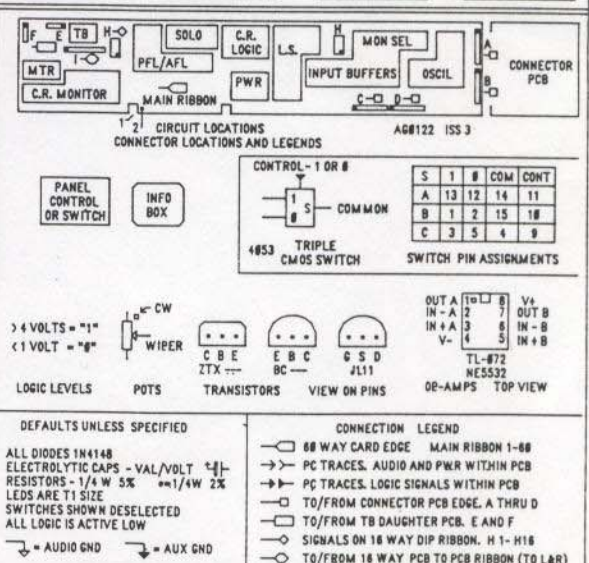 F E TB H SOLO C.R. LOGIC L.S. H MON SEL A CONNECTOR PCB
I PFL/AFL
MTR PWR INPUT BUFFERS OSCIL B
C.R. MONITOR MAIN RIBBON C D
1 2 CIRCUIT LOCATIONS AG0122 ISS 3
CONNECTOR LOCATIONS AND LEGENDS
PANEL CONTROL OR SWITCH
INFO BOX
CONTROL- 1 OR 0
1
0 S COMMON
4053 TRIPLE CMOS SWITCH
S 1 0 COM CONT
A 13 12 14 11
B 1 2 15 10
C 3 5 4 9
SWITCH PIN ASSIGNMENTS
> 4 VOLTS = "1"
< 1 VOLT = "0"
LOGIC LEVELS
CW
WIPER
POTS
C B E
ZTX ---
E B C
BC ---
G S D
J111
TRANSISTORS VIEW ON PINS
OUT A 1 8 V+
IN - A 2 7 OUT B
IN + A 3 6 IN - B
V- 4 5 IN + B
TL-072
NE5532
OP-AMPS TOP VIEW
DEFAULTS UNLESS SPECIFIED
ALL DIODES 1N4148
ELECTROLYTIC CAPS - VAL/VOLT
RESISTORS - 1/4 W 5% *=1/4W 2%
LEDS ARE T1 SIZE
SWITCHES SHOWN DESELECTED
ALL LOGIC IS ACTIVE LOW
= AUDIO GND = AUX GND
CONNECTION LEGEND
60 WAY CARD EDGE MAIN RIBBON 1-60
PC TRACES. AUDIO AND PWR WITHIN PCB
PC TRACES. LOGIC SIGNALS WITHIN PCB
TO/FROM CONNECTOR PCB EDGE. A THRU D
TO/FROM TB DAUGHTER PCB. E AND F
SIGNALS ON 16 WAY DIP RIBBON. H 1- H16
TO/FROM 16 WAY PCB TO PCB RIBBON (TO L&R)